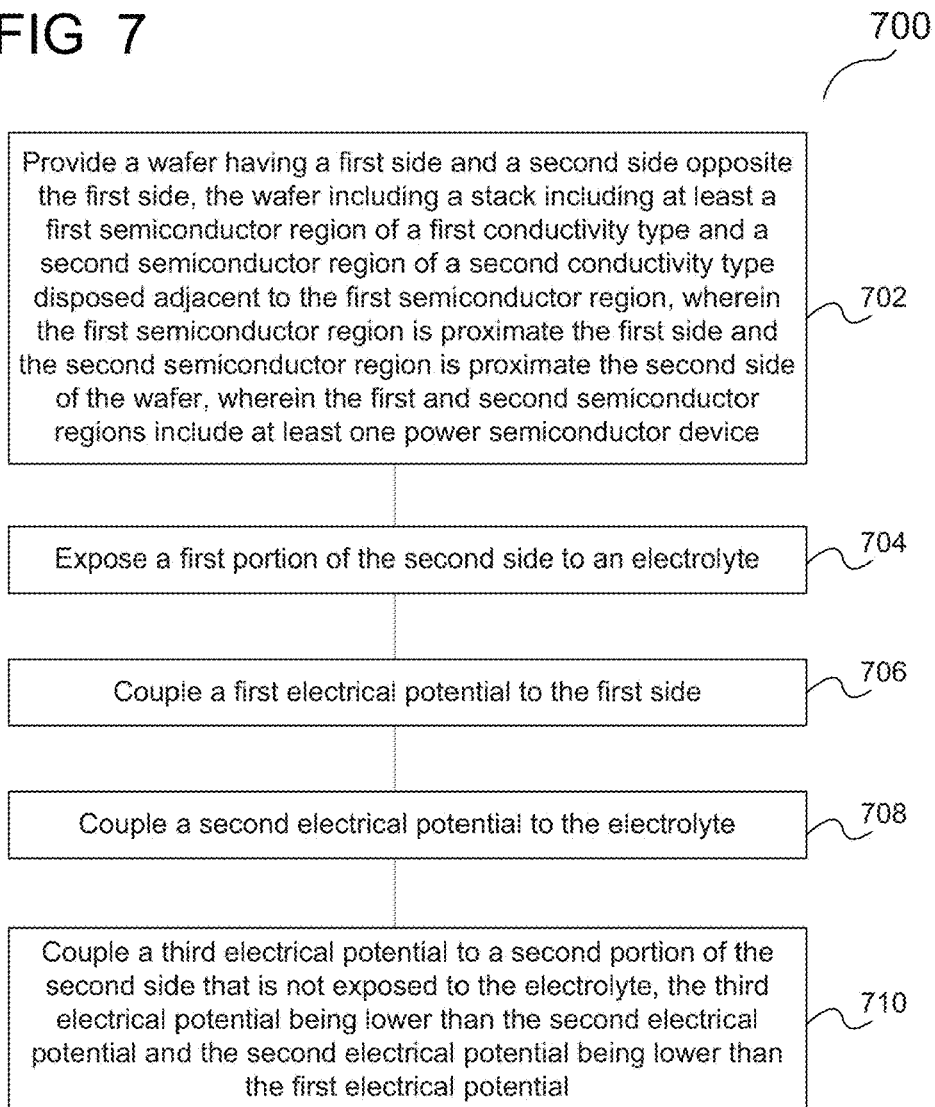 FIG 7
700
Provide a wafer having a first side and a second side opposite
the first side, the wafer including a stack including at least a
first semiconductor region of a first conductivity type and a
second semiconductor region of a second conductivity type
disposed adjacent to the first semiconductor region, wherein
the first semiconductor region is proximate the first side and
the second semiconductor region is proximate the second side
of the wafer, wherein the first and second semiconductor
regions include at least one power semiconductor device
702
Expose a first portion of the second side to an electrolyte
704
Couple a first electrical potential to the first side
706
Couple a second electrical potential to the electrolyte
708
Couple a third electrical potential to a second portion of the
second side that is not exposed to the electrolyte, the third
electrical potential being lower than the second electrical
potential and the second electrical potential being lower than
the first electrical potential
710